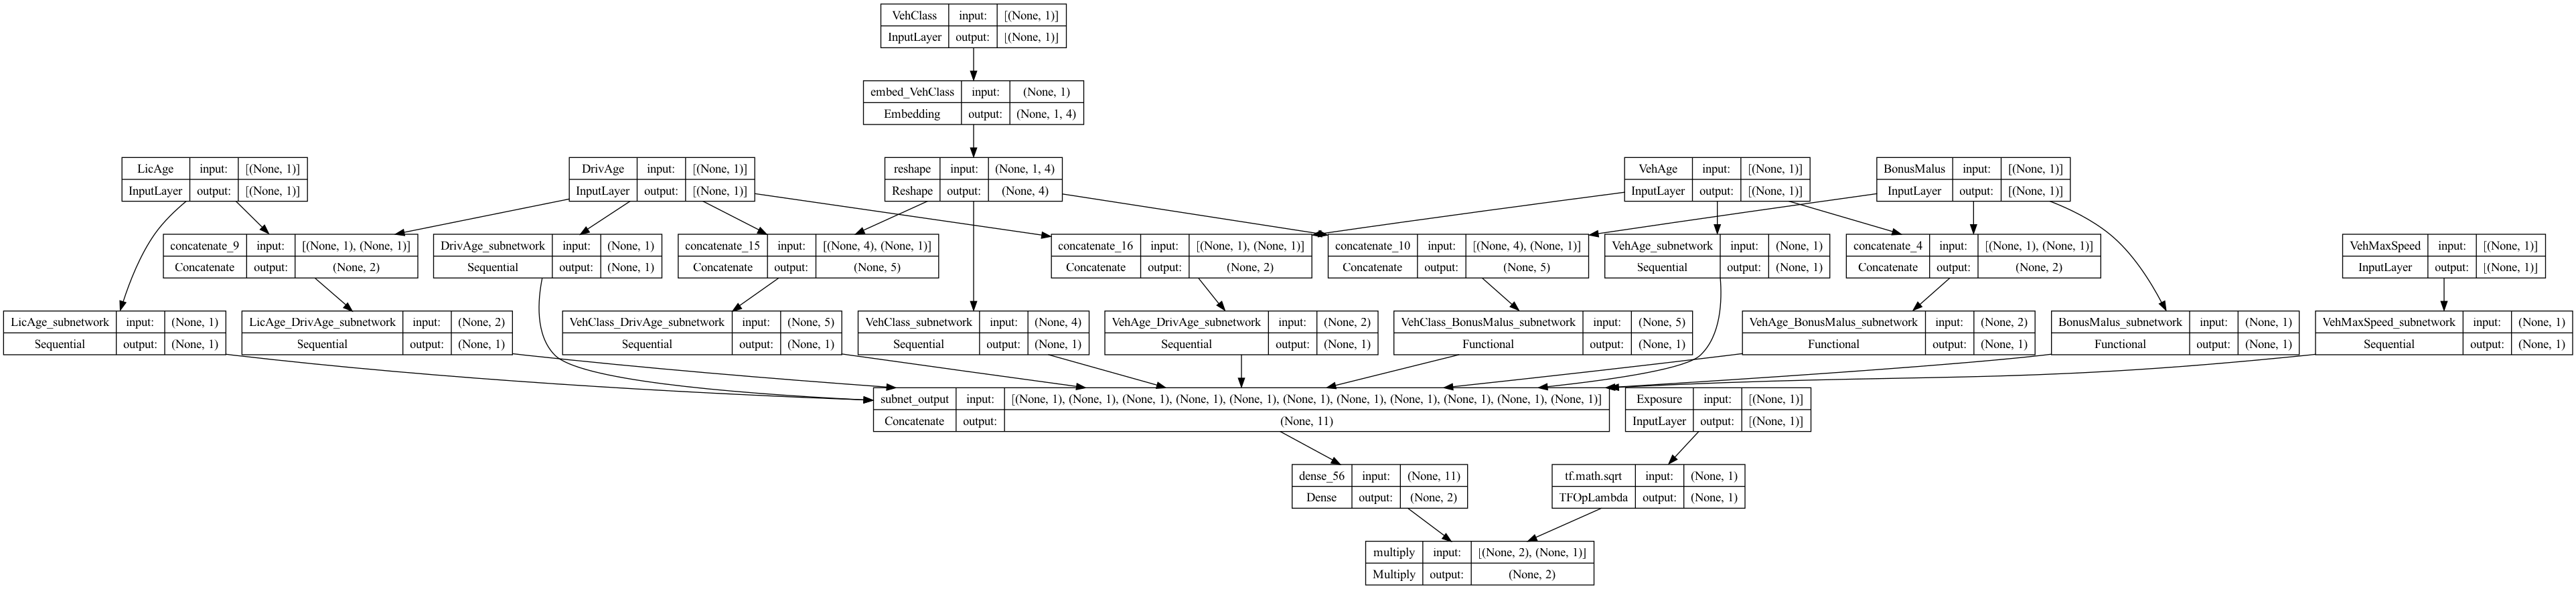 VehClass input: [(None, 1)]
InputLayer output: [(None, 1)]
embed_VehClass input: (None, 1)
Embedding output: (None, 1, 4)
LicAge input: [(None, 1)]
InputLayer output: [(None, 1)]
DrivAge input: [(None, 1)]
InputLayer output: [(None, 1)]
reshape input: (None, 1, 4)
Reshape output: (None, 4)
VehAge input: [(None, 1)]
InputLayer output: [(None, 1)]
BonusMalus input: [(None, 1)]
InputLayer output: [(None, 1)]
concatenate_9 input: [(None, 1), (None, 1)]
Concatenate output: (None, 2)
DrivAge_subnetwork input: (None, 1)
Sequential output: (None, 1)
concatenate_15 input: [(None, 4), (None, 1)]
Concatenate output: (None, 5)
concatenate_16 input: [(None, 1), (None, 1)]
Concatenate output: (None, 2)
concatenate_10 input: [(None, 4), (None, 1)]
Concatenate output: (None, 5)
VehAge_subnetwork input: (None, 1)
Sequential output: (None, 1)
concatenate_4 input: [(None, 1), (None, 1)]
Concatenate output: (None, 2)
VehMaxSpeed input: [(None, 1)]
InputLayer output: [(None, 1)]
LicAge_subnetwork input: (None, 1)
Sequential output: (None, 1)
LicAge_DrivAge_subnetwork input: (None, 2)
Sequential output: (None, 1)
VehClass_DrivAge_subnetwork input: (None, 5)
Sequential output: (None, 1)
VehClass_subnetwork input: (None, 4)
Sequential output: (None, 1)
VehAge_DrivAge_subnetwork input: (None, 2)
Sequential output: (None, 1)
VehClass_BonusMalus_subnetwork input: (None, 5)
Functional output: (None, 1)
VehAge_BonusMalus_subnetwork input: (None, 2)
Functional output: (None, 1)
BonusMalus_subnetwork input: (None, 1)
Functional output: (None, 1)
VehMaxSpeed_subnetwork input: (None, 1)
Sequential output: (None, 1)
subnet_output input: [(None, 1), (None, 1), (None, 1), (None, 1), (None, 1), (None, 1), (None, 1), (None, 1), (None, 1), (None, 1), (None, 1)]
Concatenate output: (None, 11)
Exposure input: [(None, 1)]
InputLayer output: [(None, 1)]
dense_56 input: (None, 11)
Dense output: (None, 2)
tf.math.sqrt input: (None, 1)
TFOpLambda output: (None, 1)
multiply input: [(None, 2), (None, 1)]
Multiply output: (None, 2)